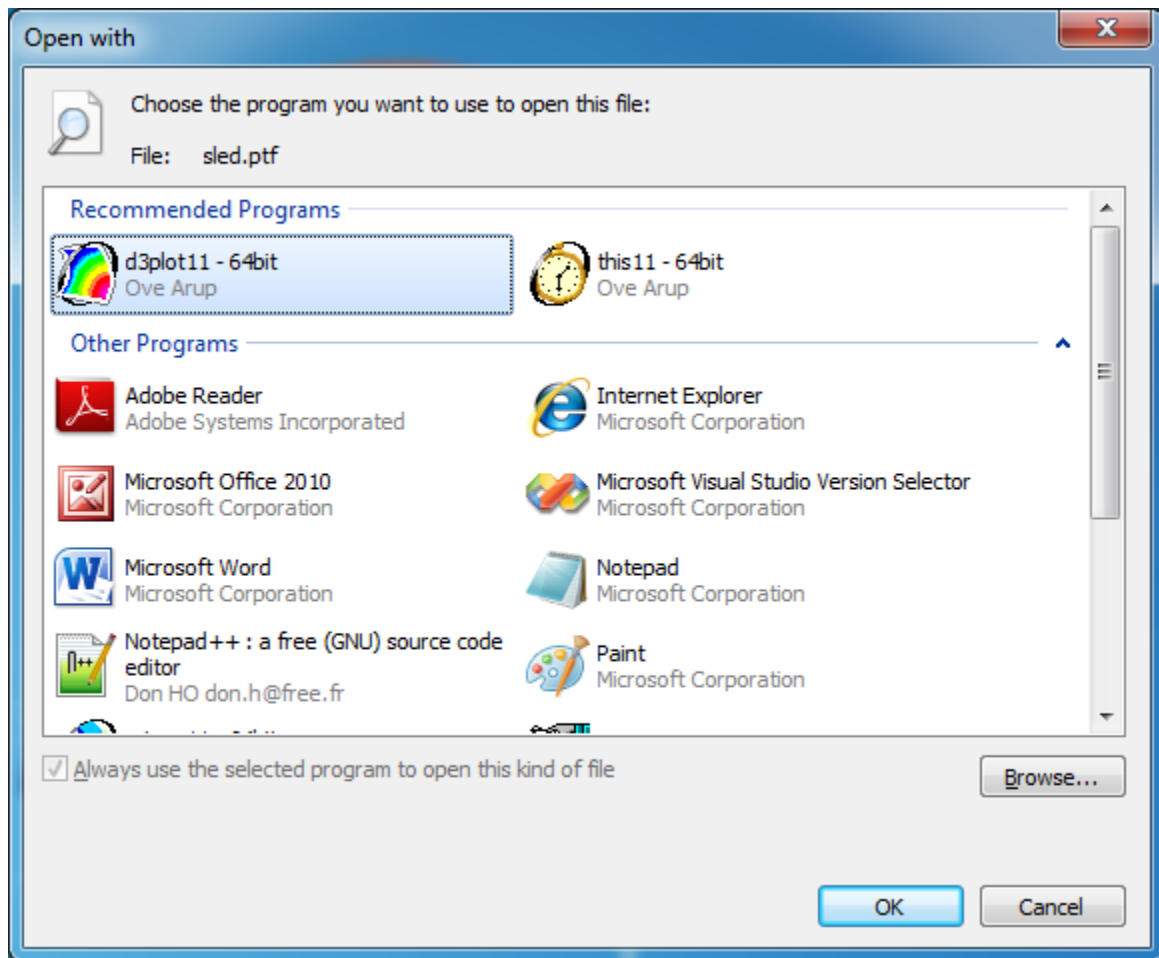 Open with
Choose the program you want to use to open this file:
File: sled.ptf
Recommended Programs
d3plot11 - 64bit
Ove Arup
this11 - 64bit
Ove Arup
Other Programs
Adobe Reader
Adobe Systems Incorporated
Internet Explorer
Microsoft Corporation
Microsoft Office 2010
Microsoft Corporation
Microsoft Visual Studio Version Selector
Microsoft Corporation
Microsoft Word
Microsoft Corporation
Notepad
Microsoft Corporation
Notepad++ : a free (GNU) source code
editor
Don HO don.h@free.fr
Paint
Microsoft Corporation
Always use the selected program to open this kind of file
Browse...
OK
Cancel